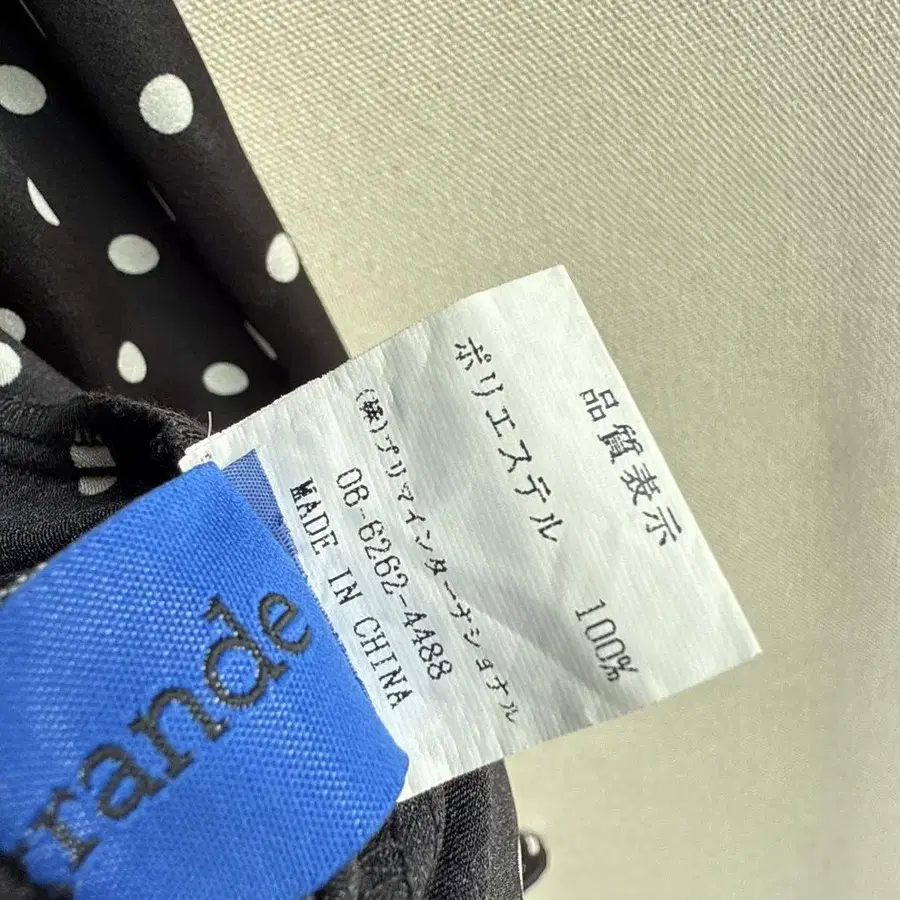 品質表示
ポリエステル 100%
(株)プリマインターナショナル
06-6262-4488
MADE IN CHINA
rande